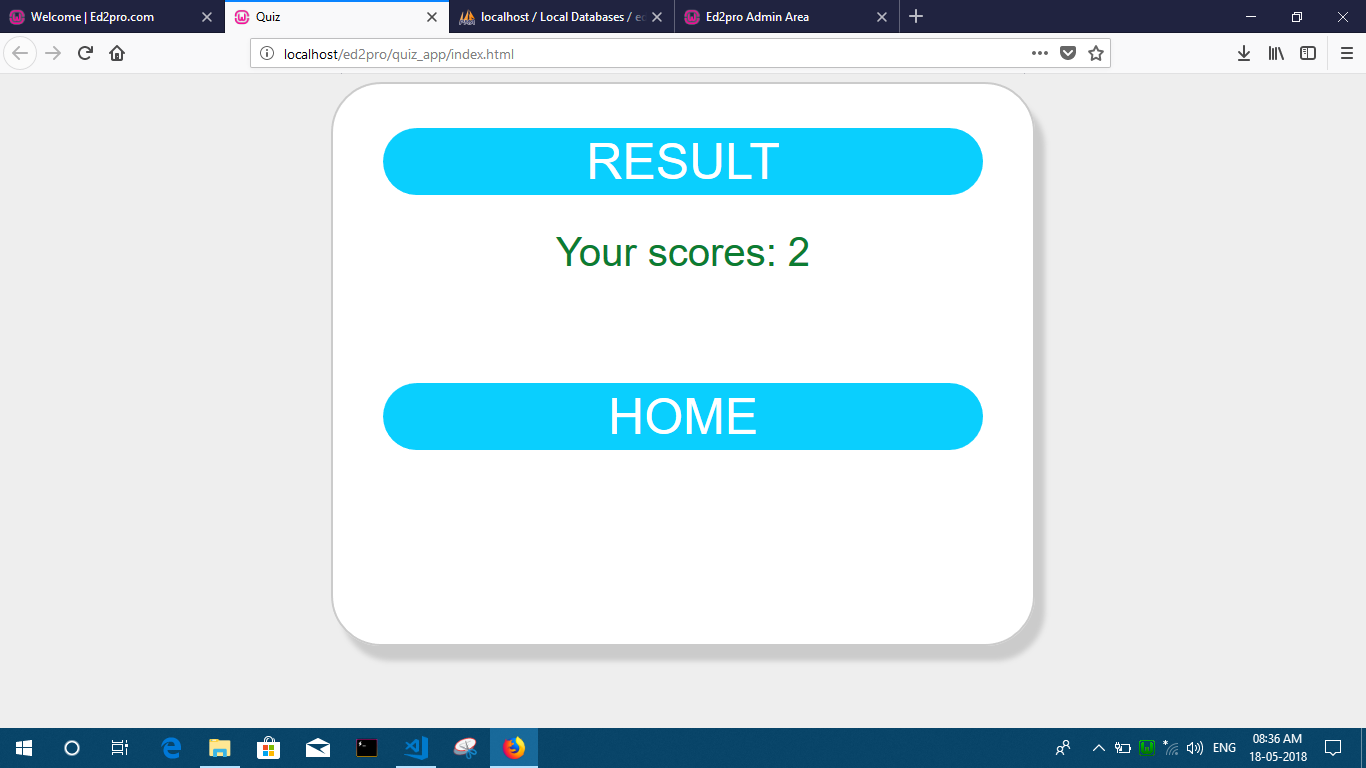 Welcome | Ed2pro.com
Quiz
localhost / Local Databases / ed
Ed2pro Admin Area
localhost/ed2pro/quiz_app/index.html
RESULT
Your scores: 2
HOME
ENG
08:36 AM
18-05-2018